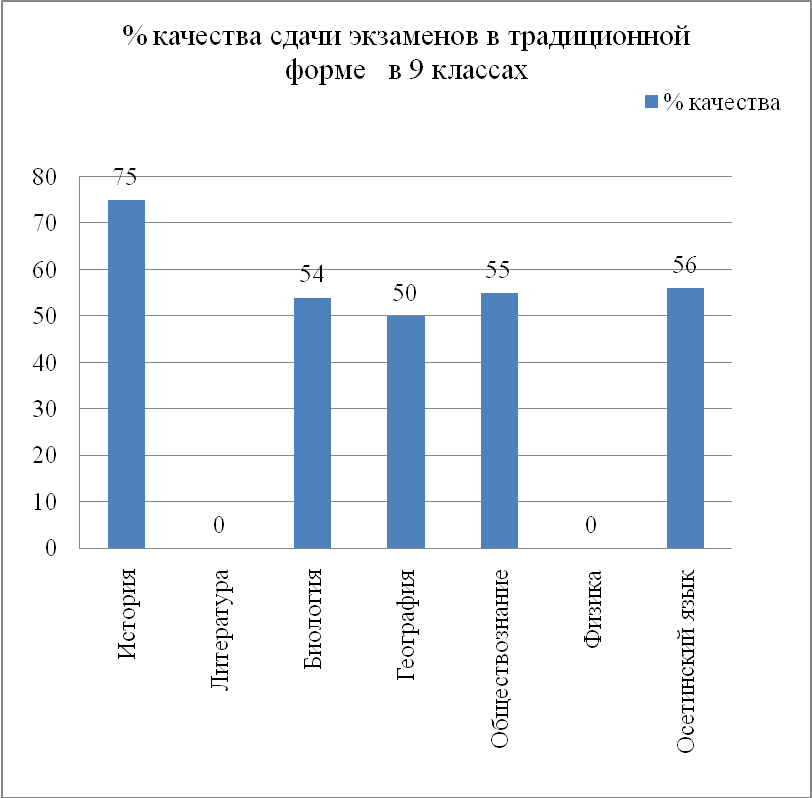 % качества сдачи экзаменов в традиционной
форме в 9 классах
% качества
80
70
60
50
40
30
20
10
0
75
0
54
50
55
0
56
История
Литература
Биология
География
Обществознание
Физика
Осетинский язык